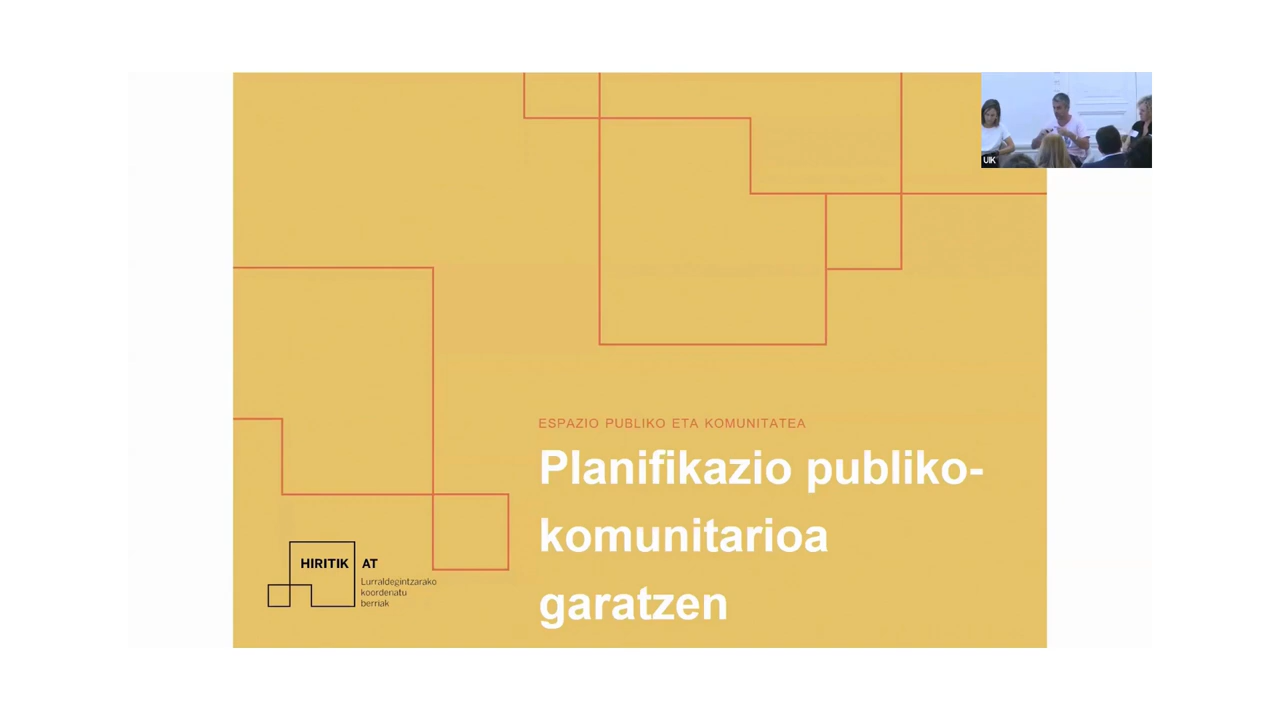 UIK
ESPAZIO PUBLIKO ETA KOMUNITATEA
Planifikazio publiko-
komunitarioa
garatzen
HIRITIK AT
Lurraldegintzarako
koordenatu
berriak